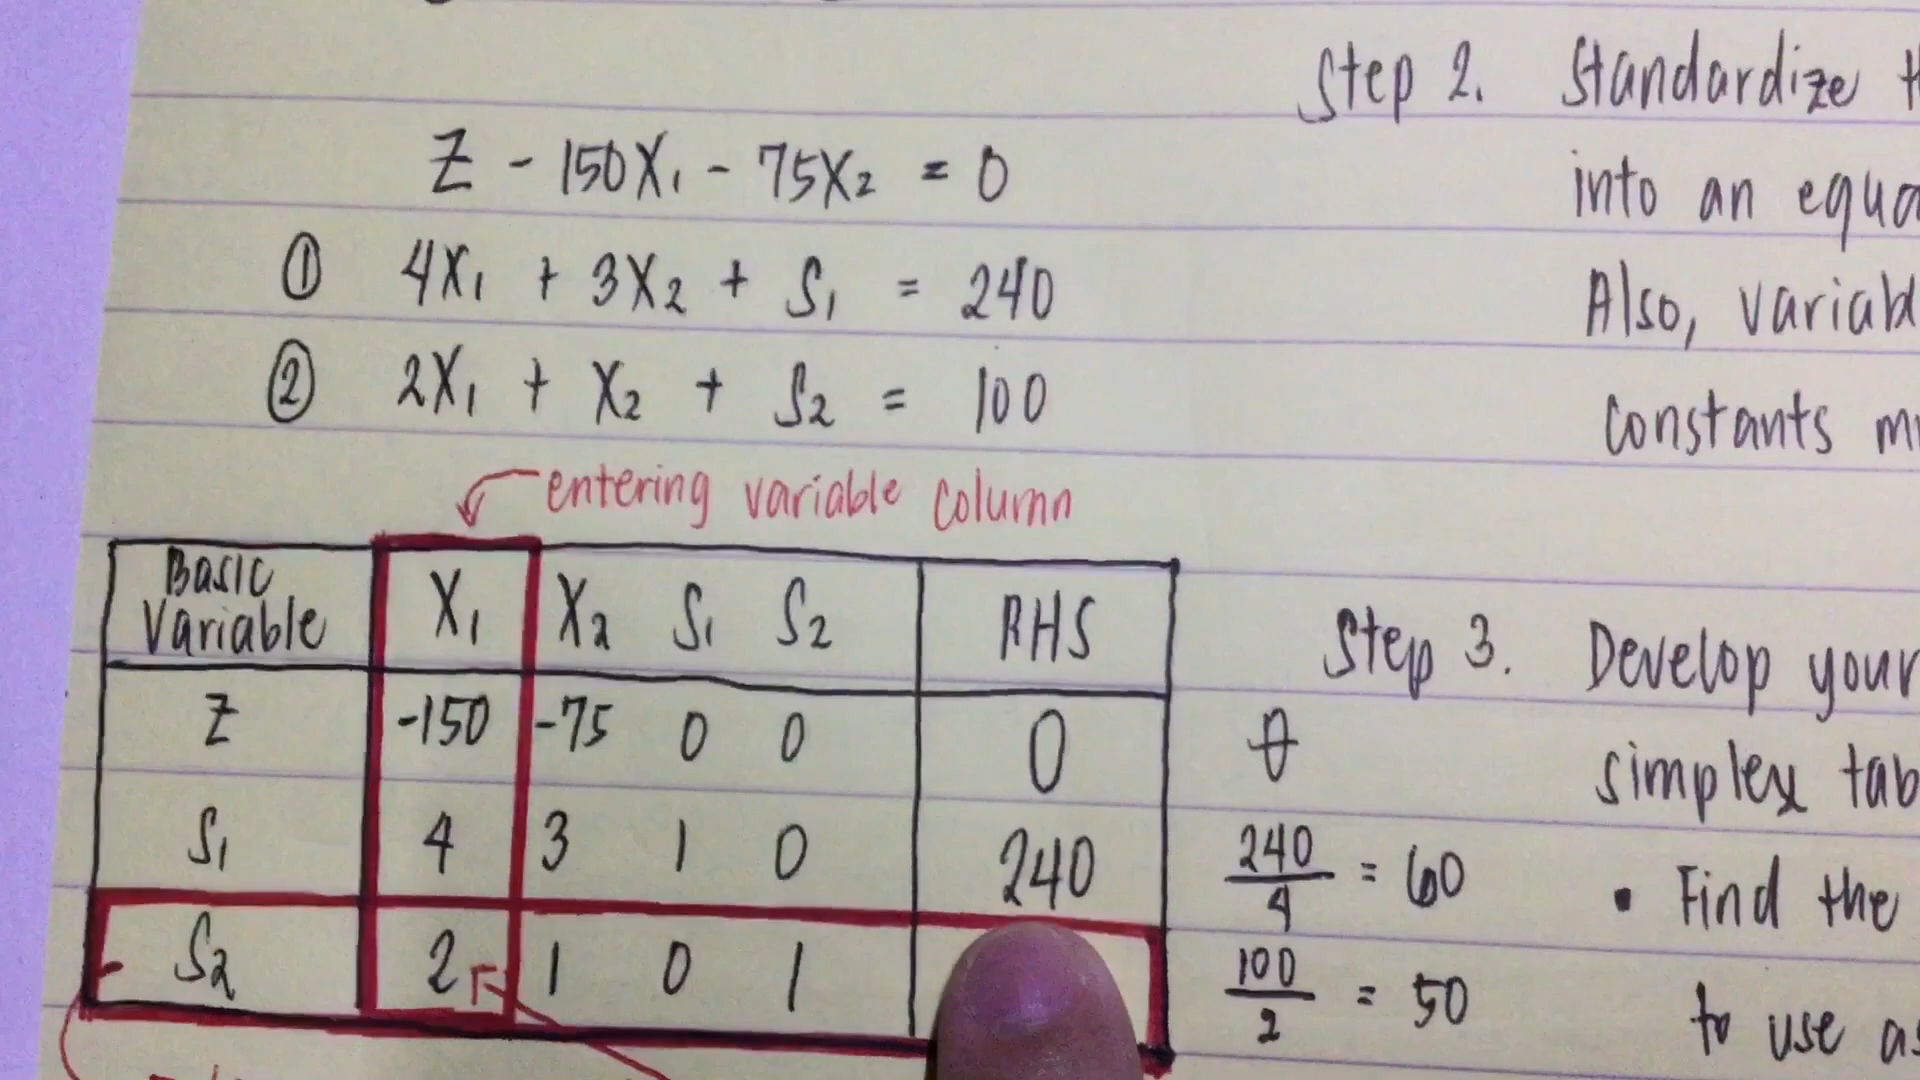 Step 2. Standardize
Z - 150X₁ - 75X₂ = 0
into an
① 4X₁ + 3X₂ + S₁ = 240
Also,
② 2X₁ + X₂ + S₂ = 100
constants
entering variable column
Basic Variable X₁ X₂ S₁ S₂ RHS
Step 3. Develop your
Z -150 -75 0 0 0 θ
simplex
S₁ 4 3 1 0 240 240/4 = 60
• Find the
S₂ 2 1 0 1 100/2 = 50
to use